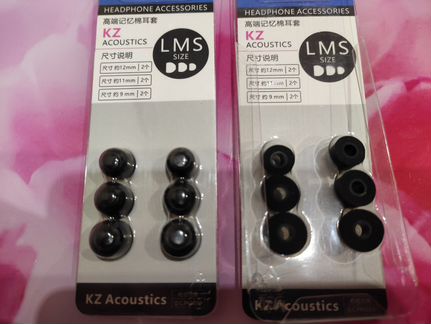 HEADPHONE ACCESSORIES
高端记忆棉耳套
KZ
ACOUSTICS
LMS
SIZE
尺寸说明
尺寸 约12mm 2个
尺寸 约11mm 2个
尺寸 约 9 mm 2个
KZ Acoustics
HEADPHONE ACCESSORIES
高端记忆棉耳套
KZ
ACOUSTICS
LMS
SIZE
尺寸说明
尺寸 约12mm 2个
尺寸 2个
尺寸 约 9 mm 2个
KZ Acoustics